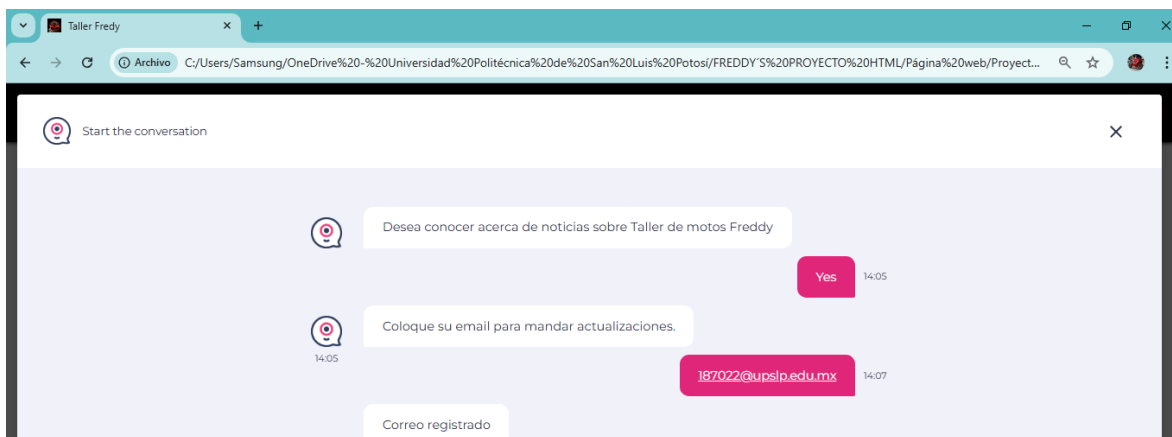 Taller Fredy
Archivo C:/Users/Samsung/OneDrive%20-%20Universidad%20Politécnica%20de%20San%20Luis%20Potosí/FREDDY´S%20PROYECTO%20HTML/Página%20web/Proyect...
Start the conversation
Desea conocer acerca de noticias sobre Taller de motos Freddy
Yes 14:05
Coloque su email para mandar actualizaciones.
14:05
187022@upslp.edu.mx 14:07
Correo registrado